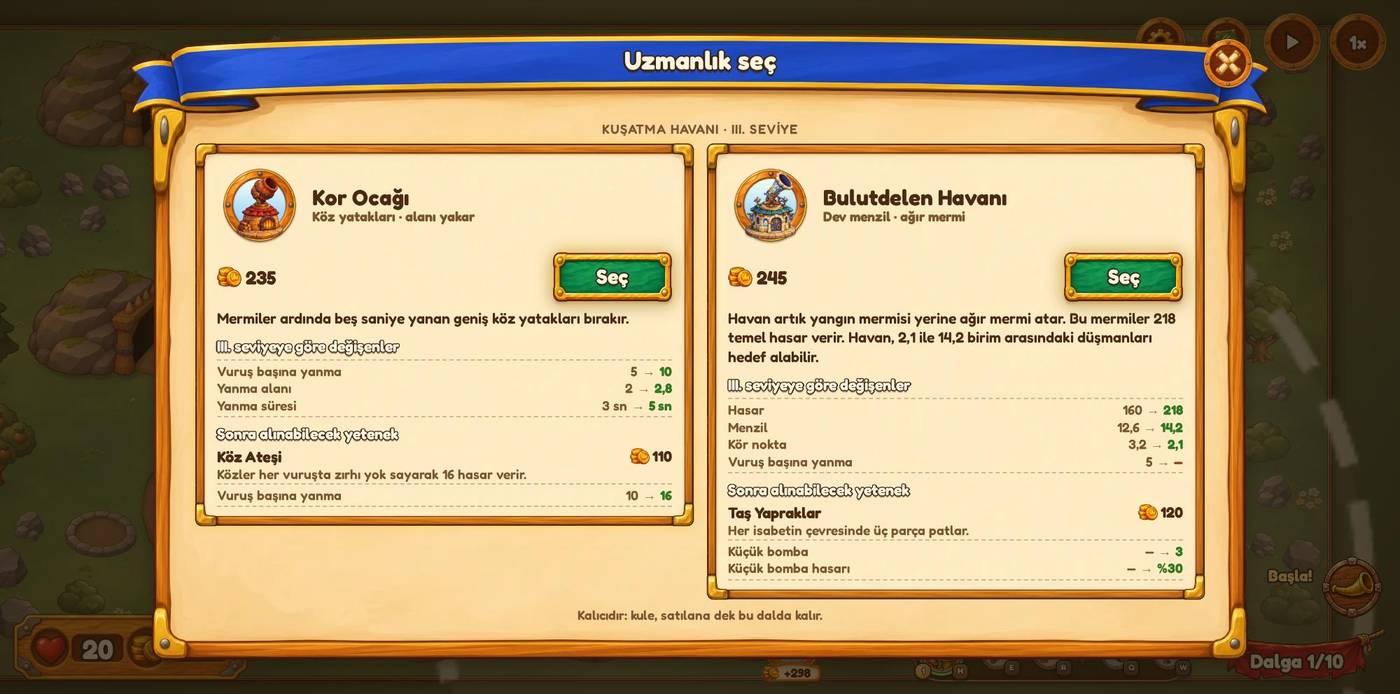 Uzmanlık seç
1x
KUŞATMA HAVANI · III. SEVİYE
Kor Ocağı
Köz yatakları · alanı yakar
235
Seç
Mermiler ardında beş saniye yanan geniş köz yatakları bırakır.
III. seviyeye göre değişenler
Vuruş başına yanma 5 → 10
Yanma alanı 2 → 2,8
Yanma süresi 3 sn → 5 sn
Sonra alınabilecek yetenek
Köz Ateşi 110
Közler her vuruşta zırhı yok sayarak 16 hasar verir.
Vuruş başına yanma 10 → 16
Bulutdelen Havanı
Dev menzil · ağır mermi
245
Seç
Havan artık yangın mermisi yerine ağır mermi atar. Bu mermiler 218
temel hasar verir. Havan, 2,1 ile 14,2 birim arasındaki düşmanları
hedef alabilir.
III. seviyeye göre değişenler
Hasar 160 → 218
Menzil 12,6 → 14,2
Kör nokta 3,2 → 2,1
Vuruş başına yanma 5 → –
Sonra alınabilecek yetenek
Taş Yapraklar 120
Her isabetin çevresinde üç parça patlar.
Küçük bomba – → 3
Küçük bomba hasarı – → %30
Kalıcıdır: kule, satılana dek bu dalda kalır.
Başla!
20
+298
H E R Q W
Dalga 1/10